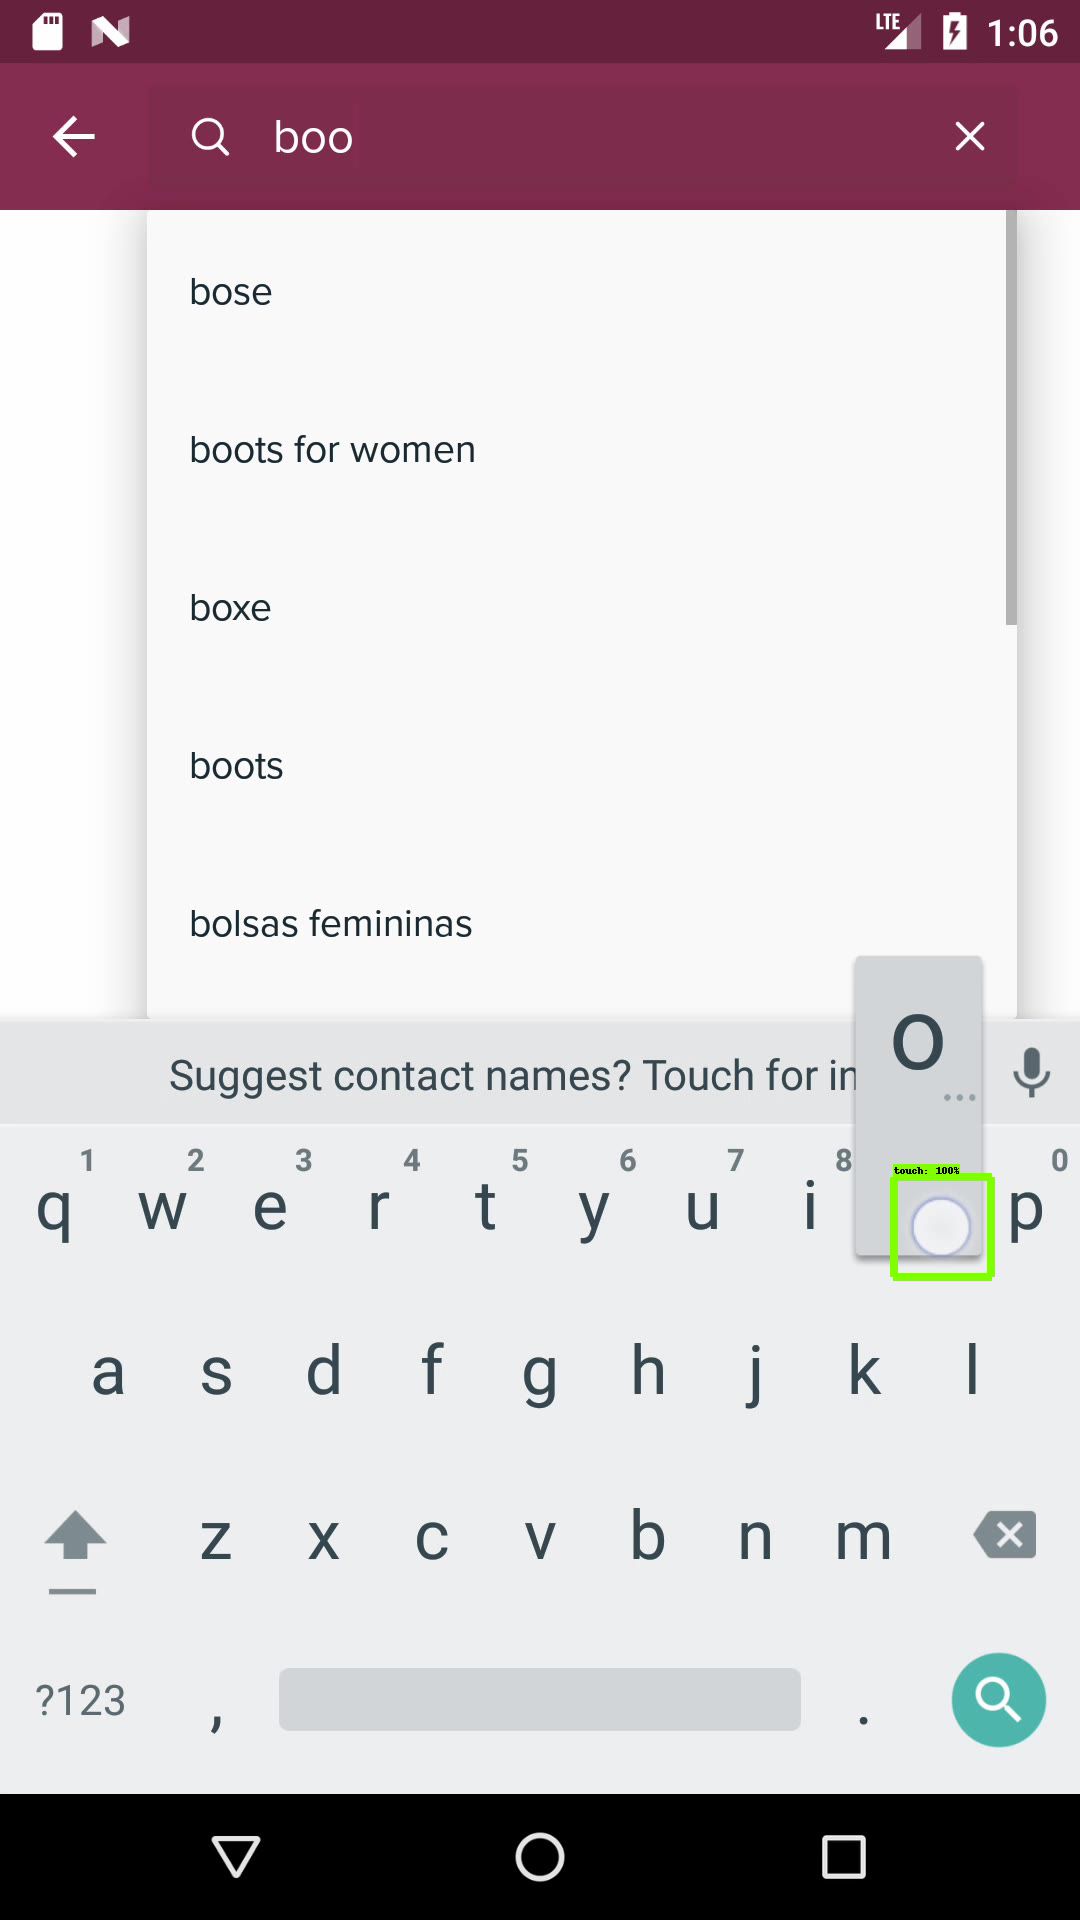 LTE 1:06
boo
bose
boots for women
boxe
boots
bolsas femininas
Suggest contact names? Touch for in
o
...
touch: 100%
1 2 3 4 5 6 7 8 0
q w e r t y u i p
a s d f g h j k l
z x c v b n m
?123 , .